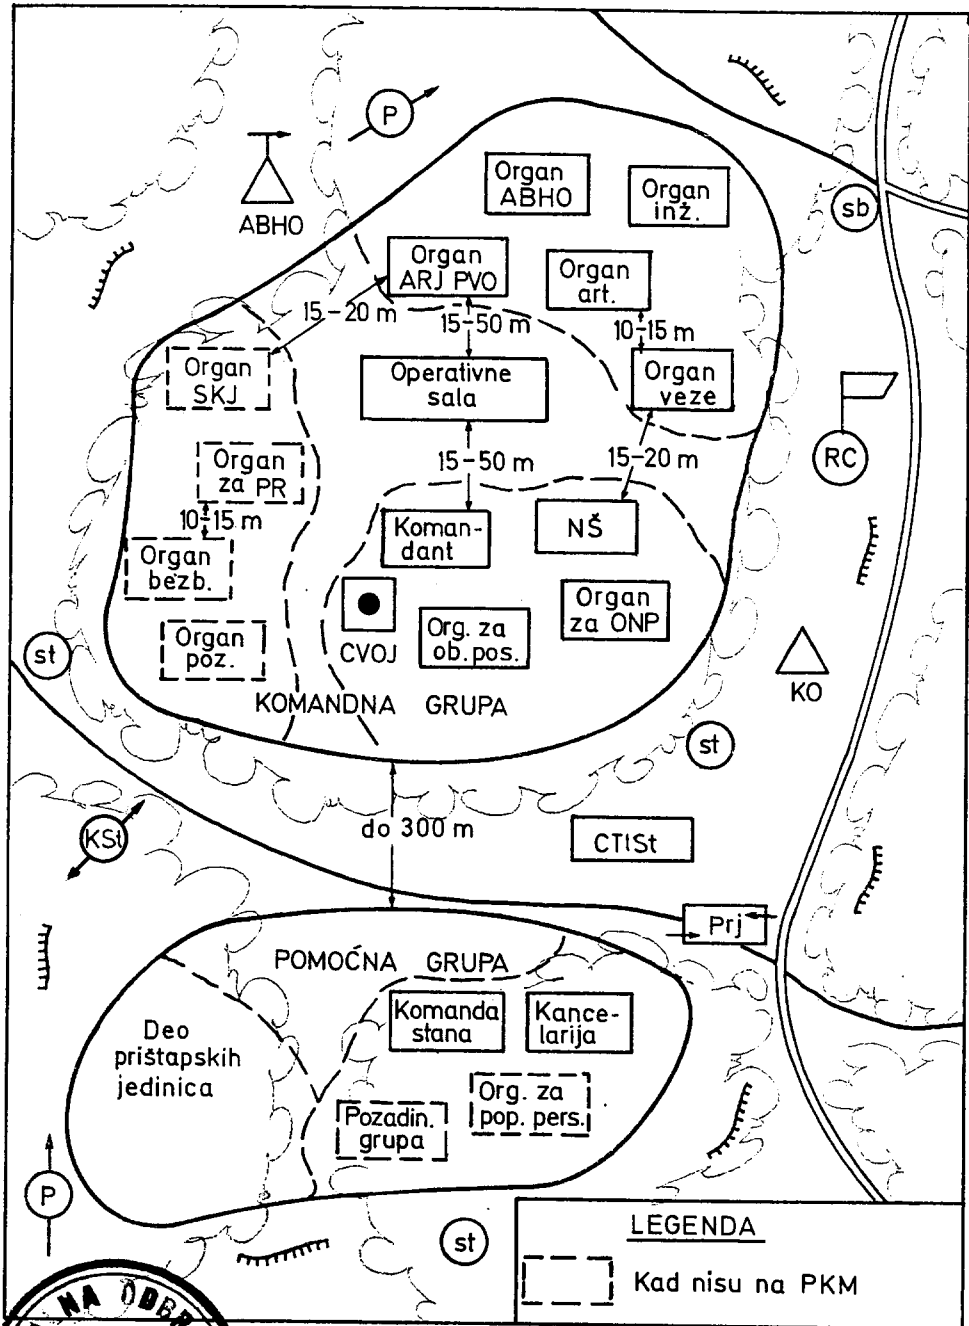 P
ABHO
Organ
ABHO
Organ
inž.
sb
Organ
ARJ PVO
Organ
art.
15-20 m
15-50 m
10-15 m
Organ
SKJ
Operativne
sala
Organ
veze
RC
Organ
za PR
15-50 m
15-20 m
10-15 m
Organ
bezb.
Koman-
dant
NŠ
CVOJ
Org. za
ob. pos.
Organ
za ONP
Organ
poz.
st
KO
KOMANDNA GRUPA
st
KSt
do 300 m
CTISt
Prj
POMOĆNA GRUPA
Komanda
stana
Kance-
larija
Deo
prištapskih
jedinica
Pozadin.
grupa
Org. za
pop. pers.
P
st
LEGENDA
Kad nisu na PKM
NA ODBR